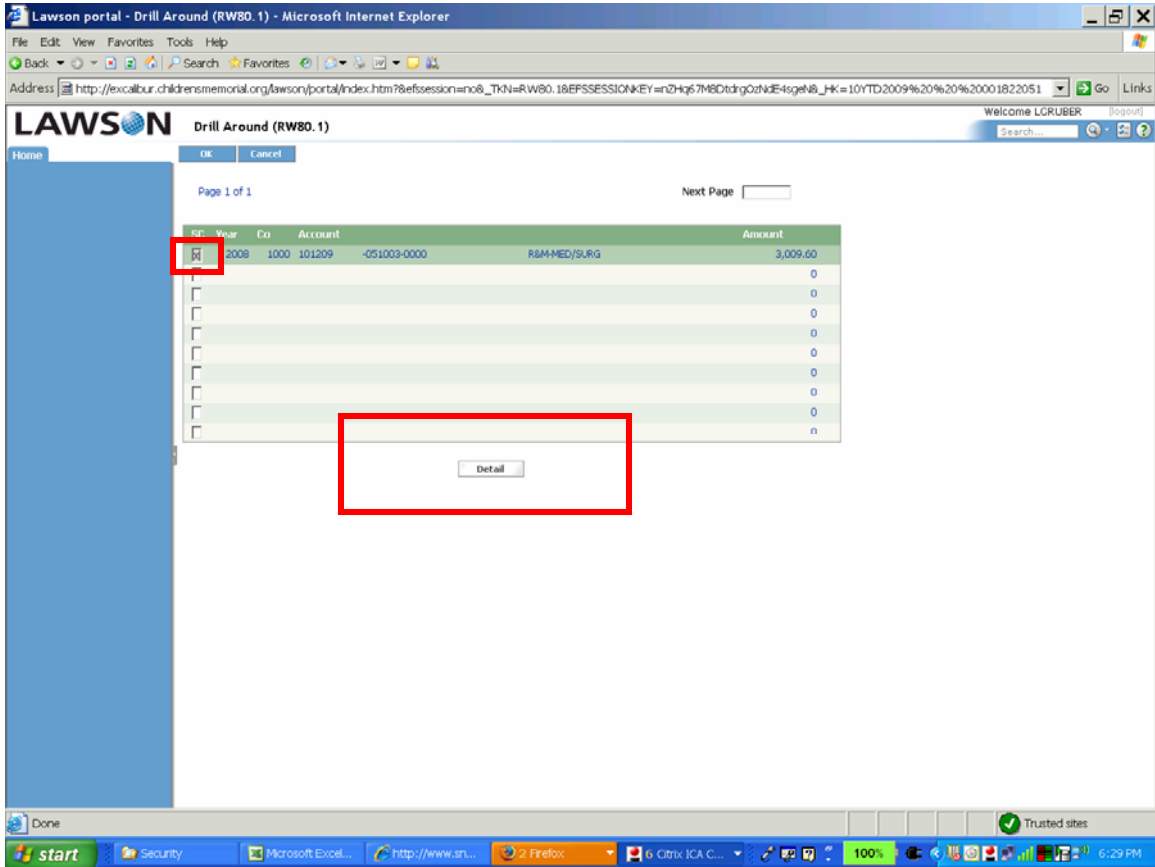 Lawson portal - Drill Around (RW80.1) - Microsoft Internet Explorer
File Edit View Favorites Tools Help
Back Search Favorites
Address http://excalibur.childrensmemorial.org/lawson/portal/index.htm?&efssession=no&_TKN=RW80.1&EFSSESSIONKEY=nZHq67M8DtdrgOzNdE4sgeN&_HK=10YTD2009%20%20%20%200001822051 Go Links
LAWSON Drill Around (RW80.1) Welcome LGRUBER [logout]
Search...
Home OK Cancel
Page 1 of 1 Next Page
SC Year Co Account Amount
2008 1000 101209 -051003-0000 R&M-MED/SURG 3,009.60
0
0
0
0
0
0
0
0
0
Detail
Done Trusted sites
start Security Microsoft Excel... http://www.sn... 2 Firefox 6 Citrix ICA C... 100% 6:29 PM